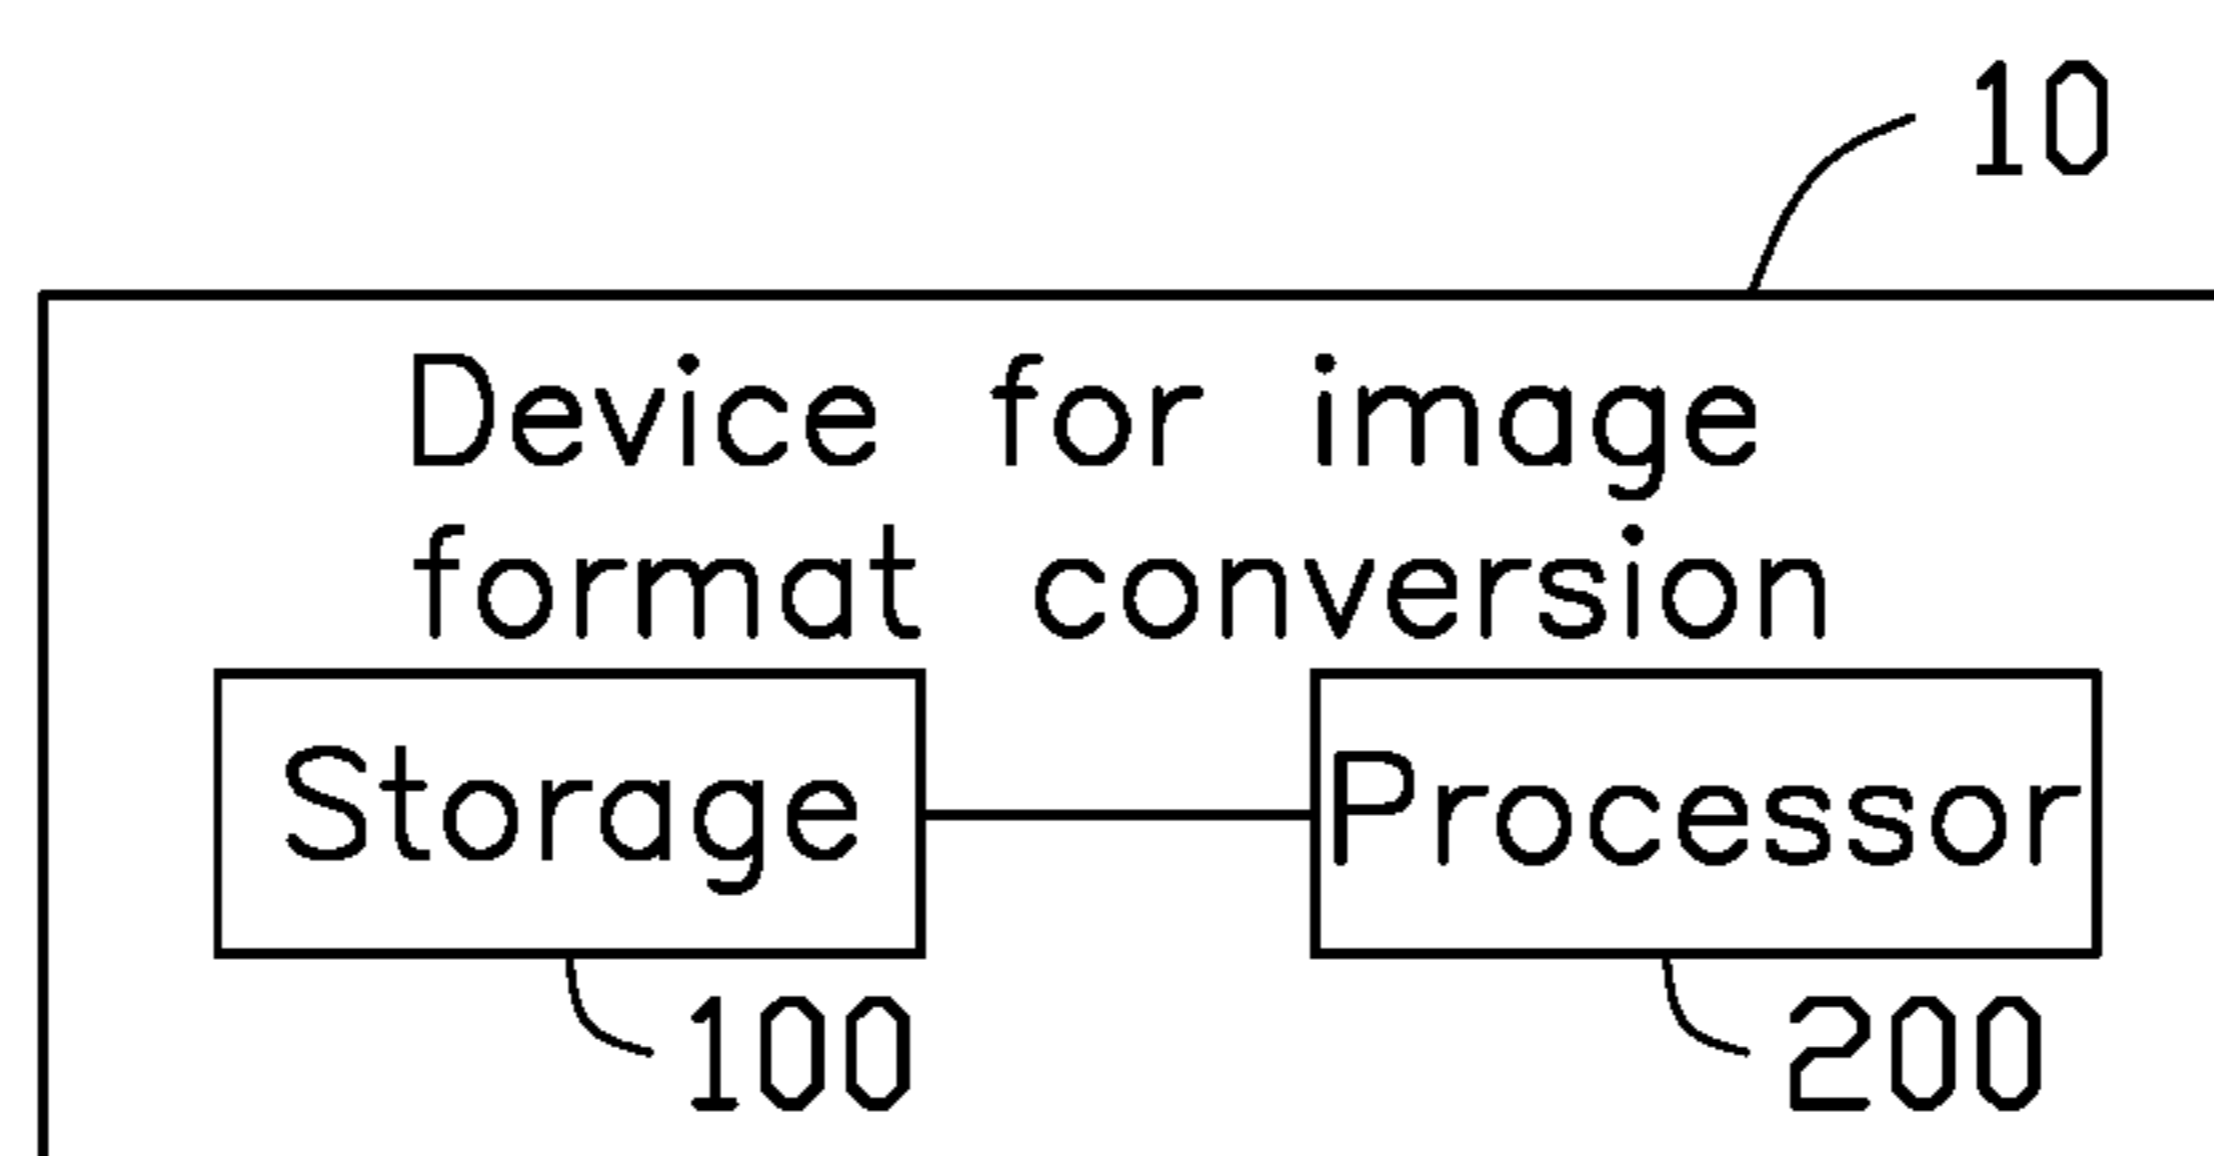 10
Device for image
format conversion
Storage
Processor
100
200